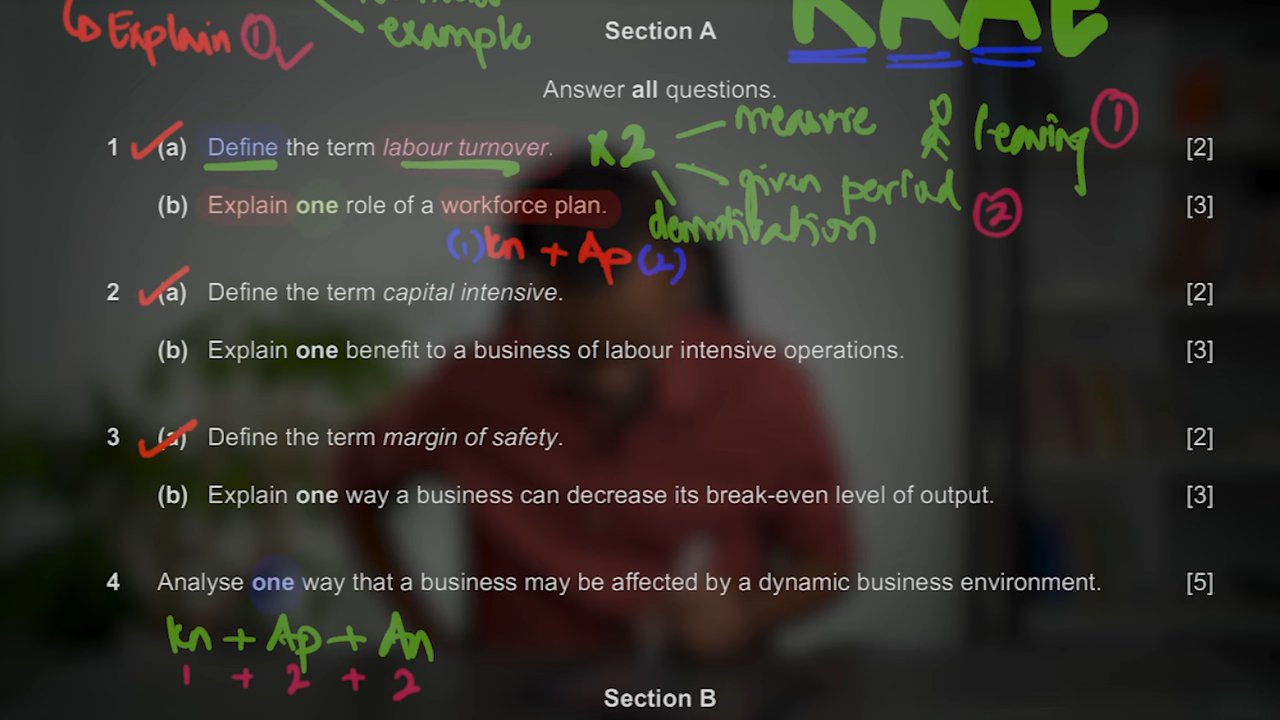 ↳ Explain ① ✓
example
Section A
KAAE
Answer all questions.
1 (a) Define the term labour turnover. [2]
x2
measure
leaving ①
given period ②
(b) Explain one role of a workforce plan. [3]
(1) kn + Ap (2)
2 (a) Define the term capital intensive. [2]
(b) Explain one benefit to a business of labour intensive operations. [3]
3 (a) Define the term margin of safety. [2]
(b) Explain one way a business can decrease its break-even level of output. [3]
4 Analyse one way that a business may be affected by a dynamic business environment. [5]
kn + Ap + An
1 + 2 + 2
Section B